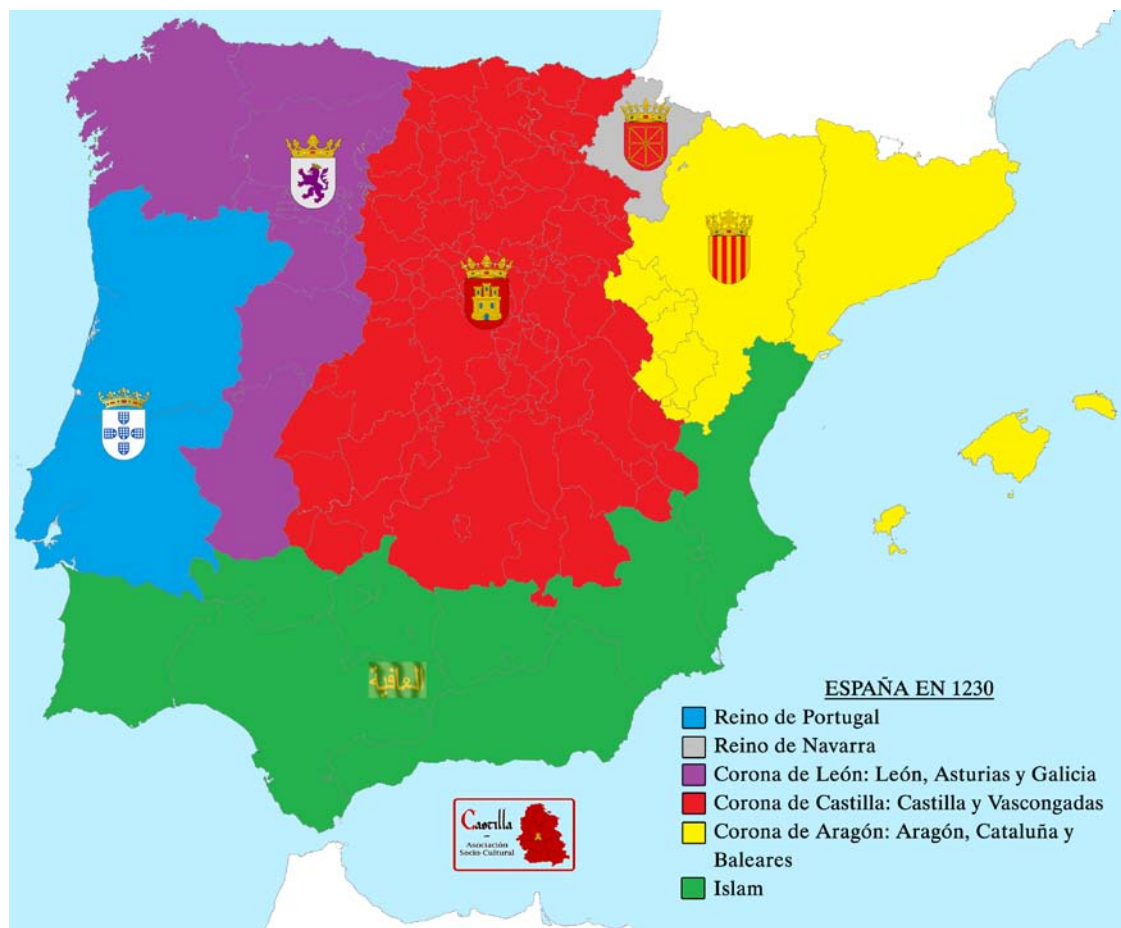 العافية
ESPAÑA EN 1230
Reino de Portugal
Reino de Navarra
Corona de León: León, Asturias y Galicia
Corona de Castilla: Castilla y Vascongadas
Corona de Aragón: Aragón, Cataluña y
Baleares
Islam
Castilla
Asociación
Socio-Cultural